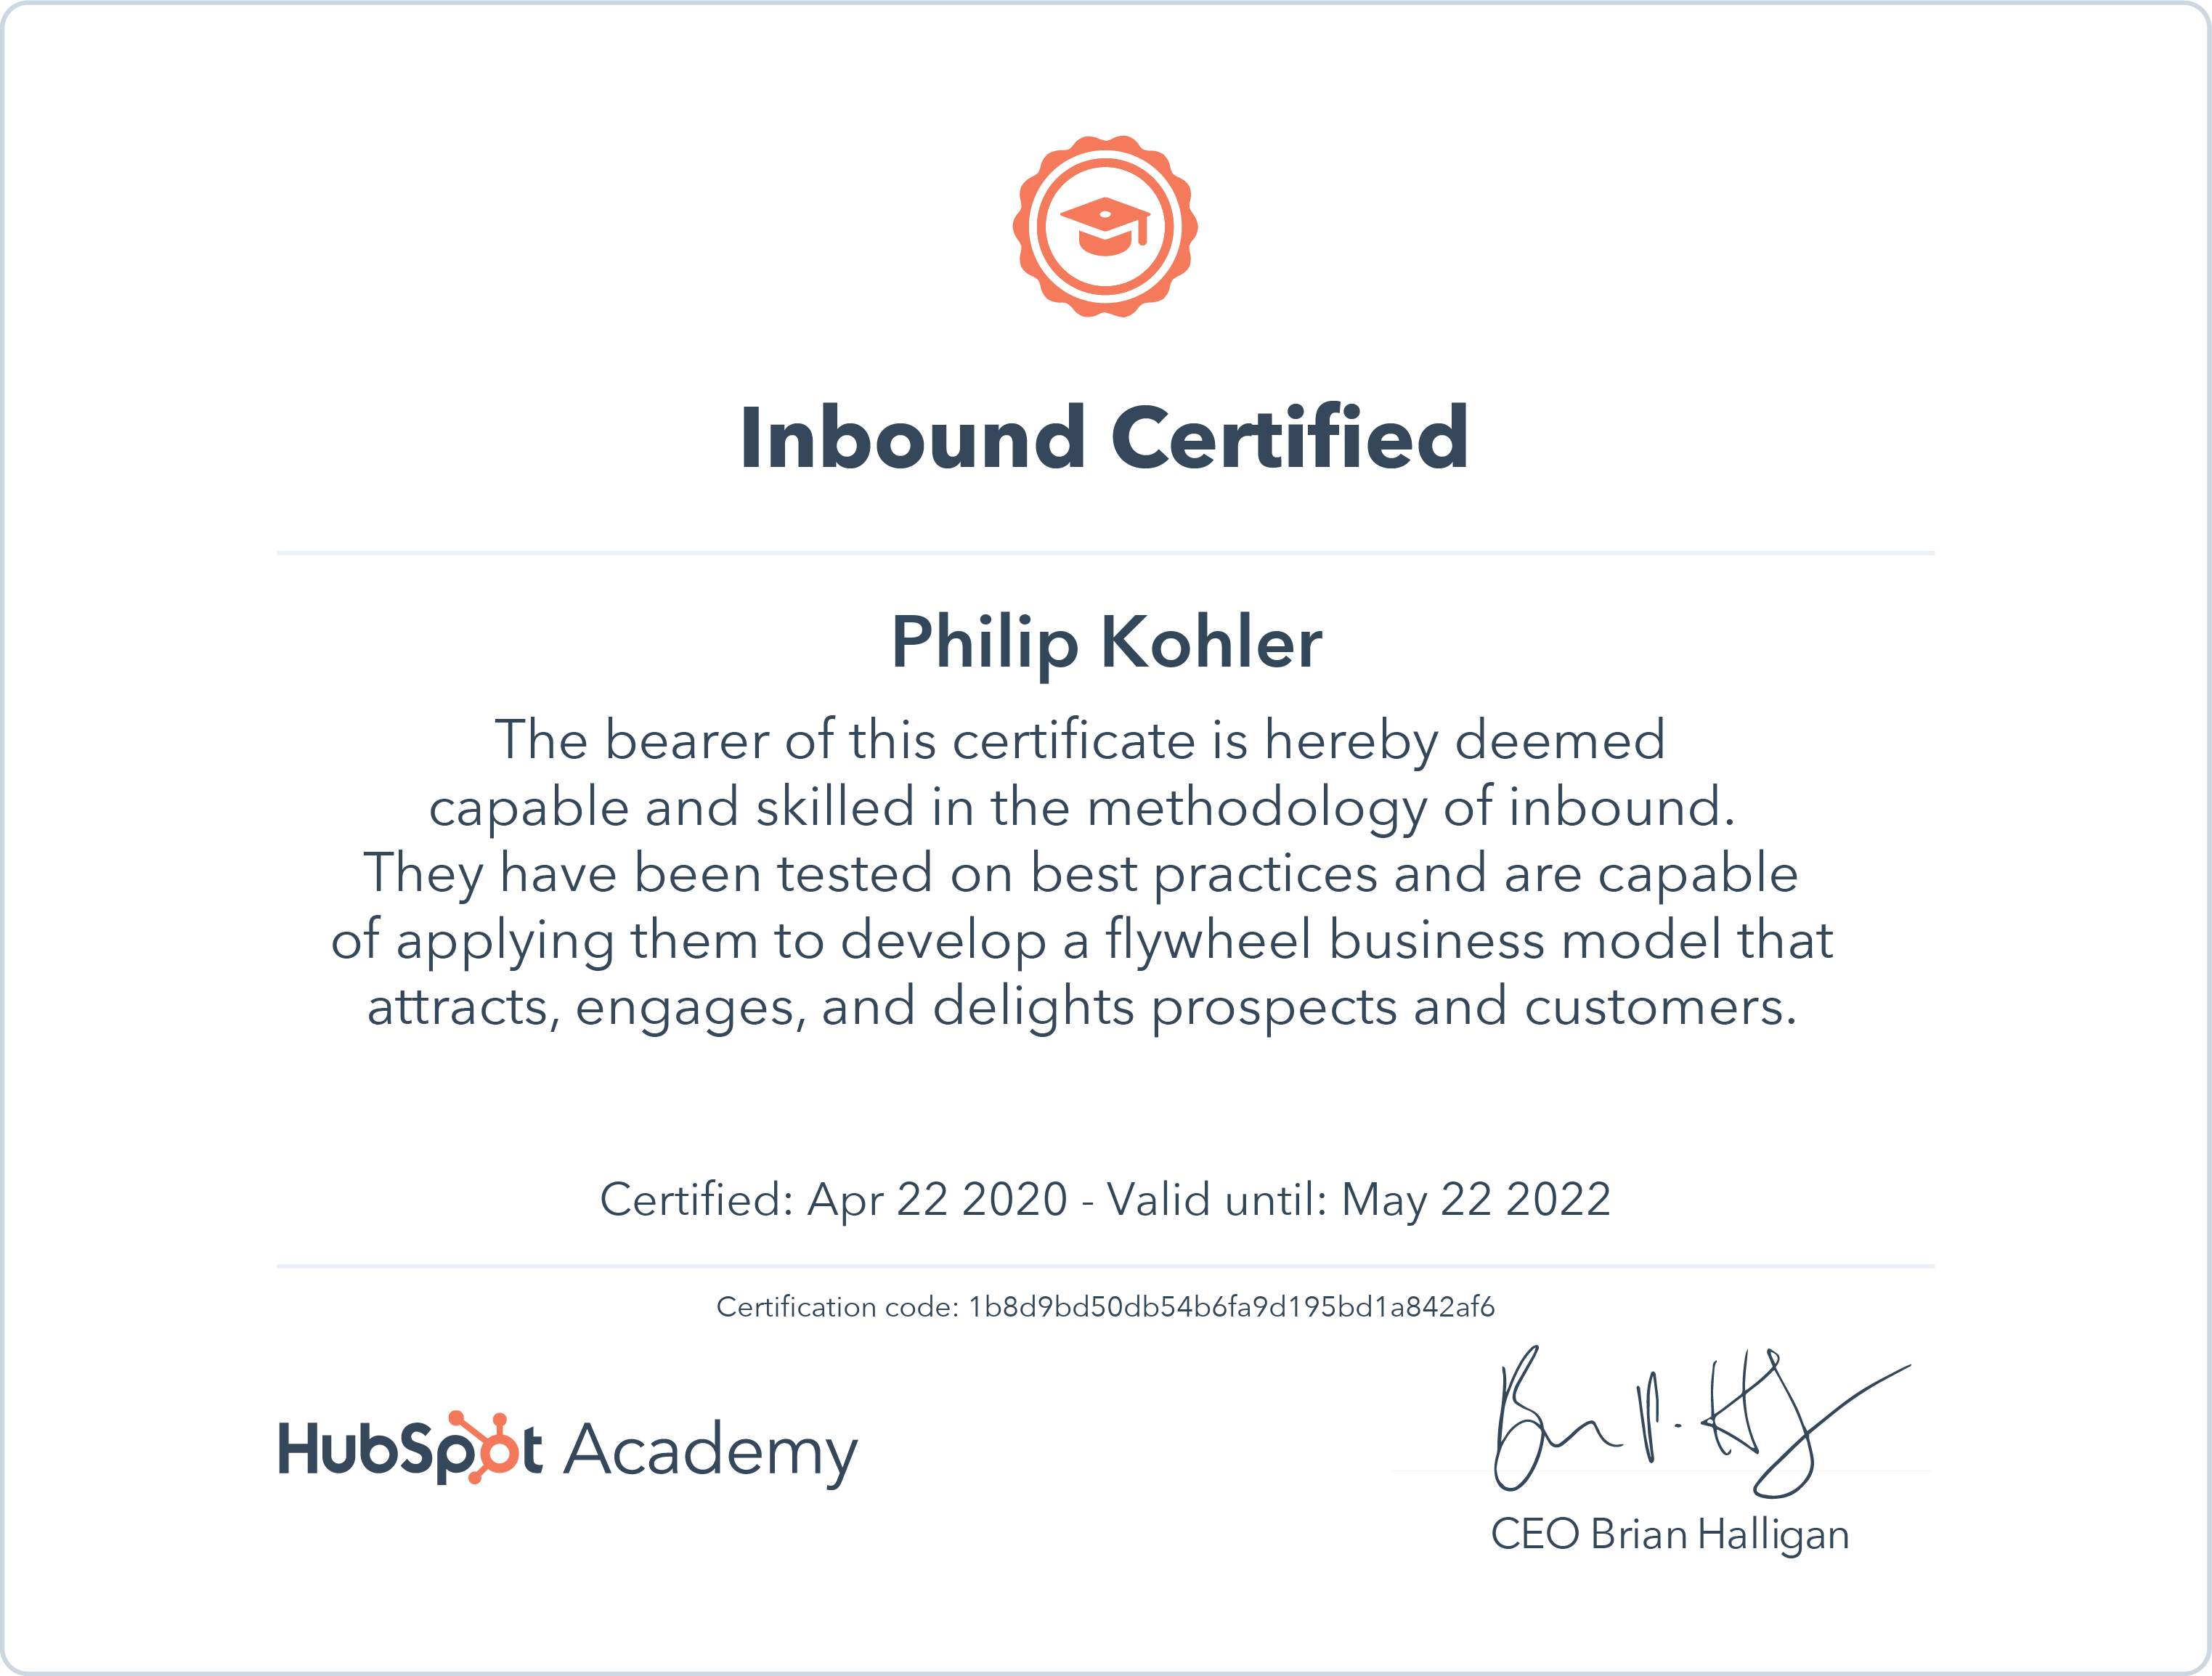 Inbound Certified
Philip Kohler
The bearer of this certificate is hereby deemed
capable and skilled in the methodology of inbound.
They have been tested on best practices and are capable
of applying them to develop a flywheel business model that
attracts, engages, and delights prospects and customers.
Certified: Apr 22 2020 - Valid until: May 22 2022
Certification code: 1b8d9bd50db54b6fa9d195bd1a842af6
HubSpot Academy
CEO Brian Halligan